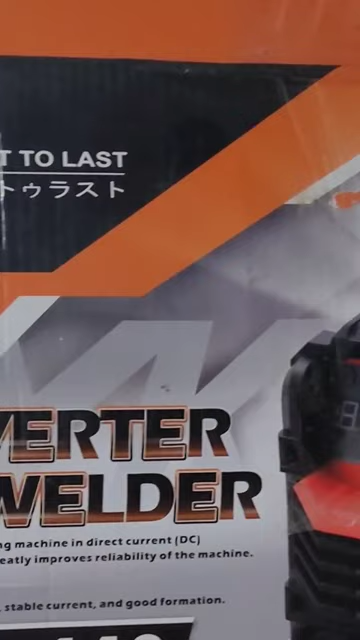 T TO LAST
トゥラスト
VERTER
WELDER
ng machine in direct current (DC)
eatly improves reliability of the machine.
, stable current, and good formation.